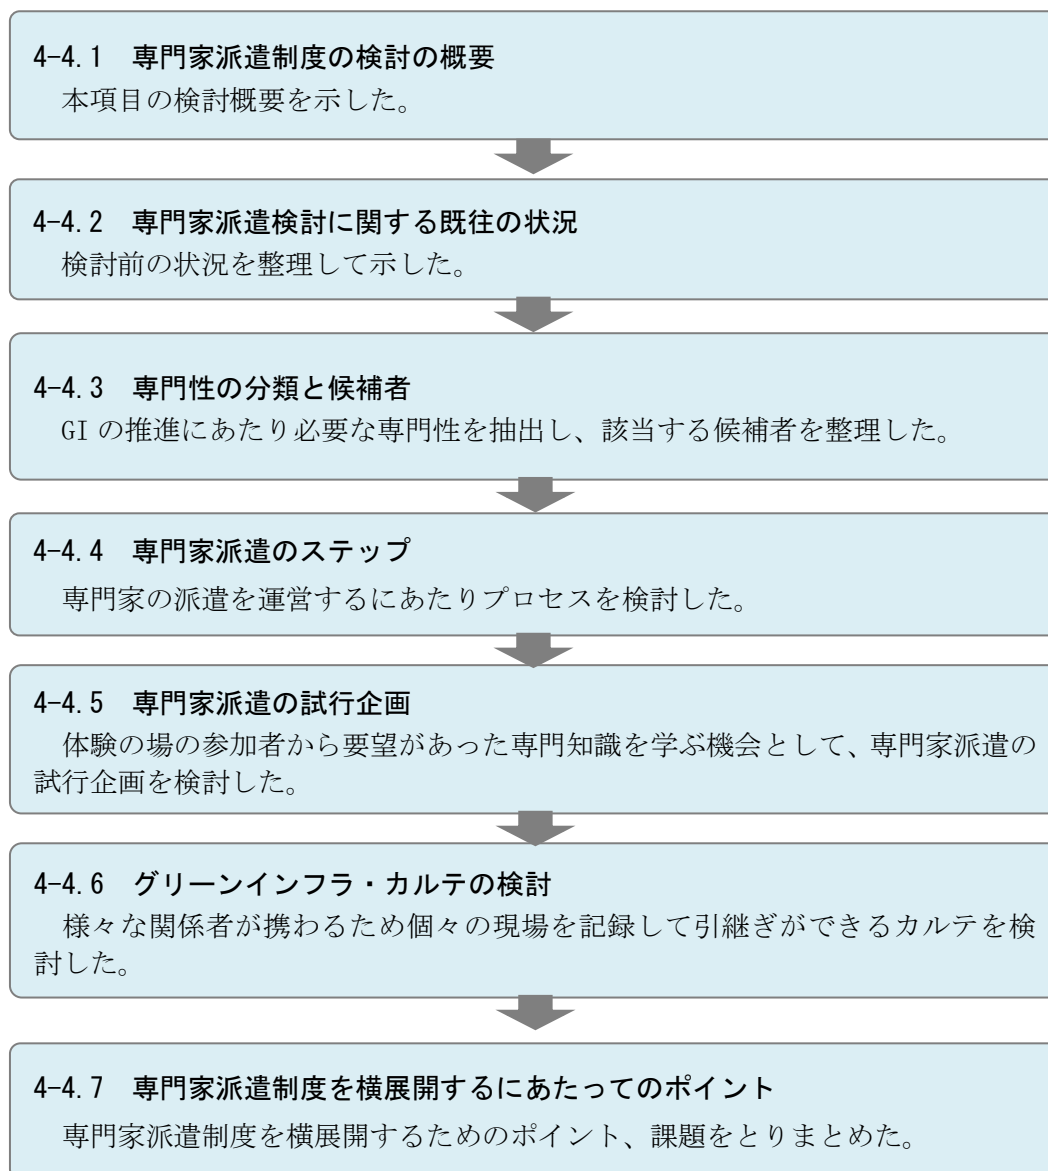 4-4.1 専門家派遣制度の検討の概要
本項目の検討概要を示した。
4-4.2 専門家派遣検討に関する既往の状況
検討前の状況を整理して示した。
4-4.3 専門性の分類と候補者
GI の推進にあたり必要な専門性を抽出し、該当する候補者を整理した。
4-4.4 専門家派遣のステップ
専門家の派遣を運営するにあたりプロセスを検討した。
4-4.5 専門家派遣の試行企画
体験の場の参加者から要望があった専門知識を学ぶ機会として、専門家派遣の
試行企画を検討した。
4-4.6 グリーンインフラ・カルテの検討
様々な関係者が携わるため個々の現場を記録して引継ぎができるカルテを検
討した。
4-4.7 専門家派遣制度を横展開するにあたってのポイント
専門家派遣制度を横展開するためのポイント、課題をとりまとめた。